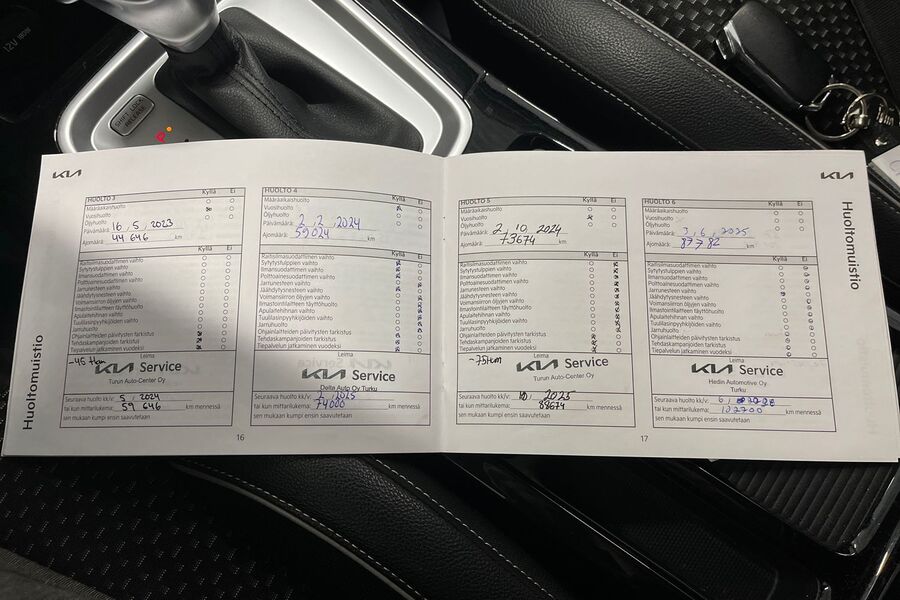 12V
SHIFT LOCK
RELEASE
P
KIA
HUOLTO 3
Kyllä Ei
Määräaikaishuolto
Vuosihuolto
Öljyhuolto
Päivämäärä: 16, 5, 2023
Ajomäärä: 44 646 km
Kyllä Ei
Raitisilmasuodattimen vaihto
Sytytystulppien vaihto
Ilmansuodattimen vaihto
Polttoainesuodattimen vaihto
Jarrunesteen vaihto
Jäähdytysnesteen vaihto
Voimansiirron öljyjen vaihto
Ilmastointilaitteen täyttöhuolto
Apulaitehihnan vaihto
Tuulilasinpyyhkijöiden vaihto
Jarruhuolto
Ohjainlaitteiden päivitysten tarkistus
Tehdaskampanjoiden tarkistus
Tiepalvelun jatkaminen vuodeksi
Leima
~45 tkm
KIA Service
Turun Auto-Center Oy
Seuraava huolto kk/v: 5, 2024
tai kun mittarilukema: 59 646 km mennessä
sen mukaan kumpi ensin saavutetaan
HUOLTO 4
Kyllä Ei
Määräaikaishuolto
Vuosihuolto
Öljyhuolto
Päivämäärä: 2, 2, 2024
Ajomäärä: 59024 km
Kyllä Ei
Raitisilmasuodattimen vaihto
Sytytystulppien vaihto
Ilmansuodattimen vaihto
Polttoainesuodattimen vaihto
Jarrunesteen vaihto
Jäähdytysnesteen vaihto
Voimansiirron öljyjen vaihto
Ilmastointilaitteen täyttöhuolto
Apulaitehihnan vaihto
Tuulilasinpyyhkijöiden vaihto
Jarruhuolto
Ohjainlaitteiden päivitysten tarkistus
Tehdaskampanjoiden tarkistus
Tiepalvelun jatkaminen vuodeksi
Leima
KIA Service
Delta Auto Oy Turku
Seuraava huolto kk/v: 2, 2025
tai kun mittarilukema: 74000 km mennessä
sen mukaan kumpi ensin saavutetaan
Huoltomuistio
16
KIA
HUOLTO 5
Kyllä Ei
Määräaikaishuolto
Vuosihuolto
Öljyhuolto
Päivämäärä: 2, 10, 2024
Ajomäärä: 73674 km
Kyllä Ei
Raitisilmasuodattimen vaihto
Sytytystulppien vaihto
Ilmansuodattimen vaihto
Polttoainesuodattimen vaihto
Jarrunesteen vaihto
Jäähdytysnesteen vaihto
Voimansiirron öljyjen vaihto
Ilmastointilaitteen täyttöhuolto
Apulaitehihnan vaihto
Tuulilasinpyyhkijöiden vaihto
Jarruhuolto
Ohjainlaitteiden päivitysten tarkistus
Tehdaskampanjoiden tarkistus
Tiepalvelun jatkaminen vuodeksi
Leima
~75tkm
KIA Service
Turun Auto-Center Oy
Seuraava huolto kk/v: 10, 2025
tai kun mittarilukema: 88674 km mennessä
sen mukaan kumpi ensin saavutetaan
HUOLTO 6
Kyllä Ei
Määräaikaishuolto
Vuosihuolto
Öljyhuolto
Päivämäärä: 3, 6, 2025
Ajomäärä: 87782 km
Kyllä Ei
Raitisilmasuodattimen vaihto
Sytytystulppien vaihto
Ilmansuodattimen vaihto
Polttoainesuodattimen vaihto
Jarrunesteen vaihto
Jäähdytysnesteen vaihto
Voimansiirron öljyjen vaihto
Ilmastointilaitteen täyttöhuolto
Apulaitehihnan vaihto
Tuulilasinpyyhkijöiden vaihto
Jarruhuolto
Ohjainlaitteiden päivitysten tarkistus
Tehdaskampanjoiden tarkistus
Tiepalvelun jatkaminen vuodeksi
Leima
KIA Service
Hedin Automotive Oy
Turku
Seuraava huolto kk/v: 6,
tai kun mittarilukema: 102700 km mennessä
sen mukaan kumpi ensin saavutetaan
Huoltomuistio
17